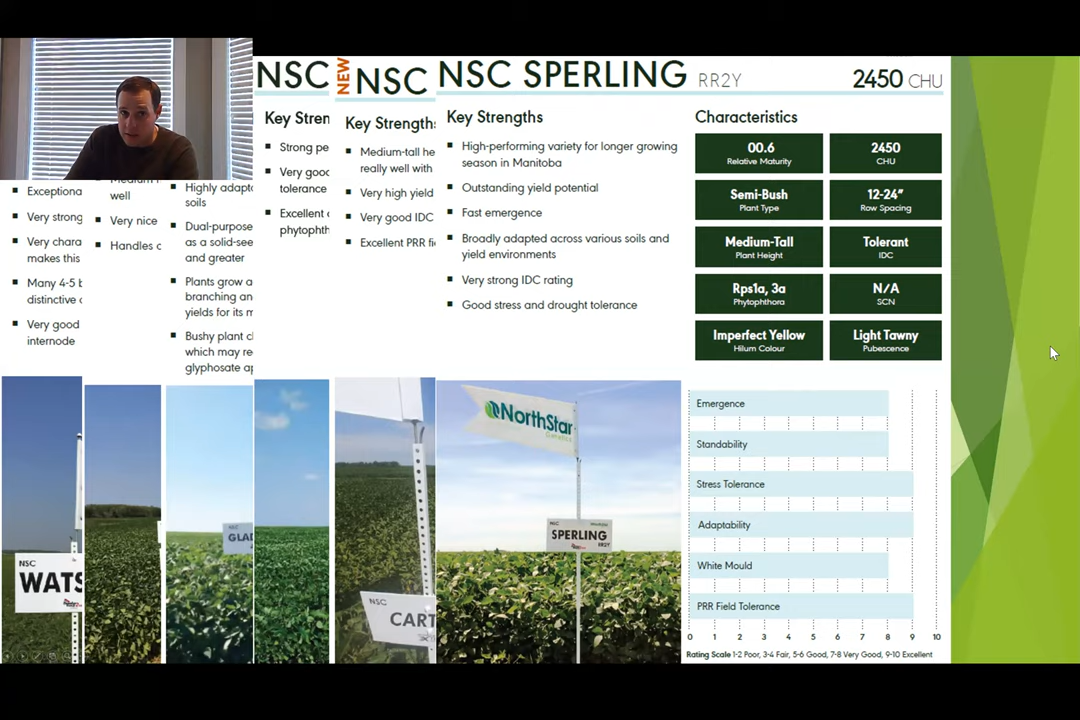 NSC
NEW
NSC
NSC SPERLING RR2Y
2450 CHU
Exceptiona
Very strong
Very chara
makes this
Many 4-5 b
distinctive
Very good
internode
well
Very nice
Handles
Highly adapt
soils
Dual-purpose
as a solid-see
and greater
Plants grow a
branching an
yields for its m
Bushy plant c
which may re
glyphosate ap
Key Stren
Strong pe
Very good
tolerance
Excellent
phytophth
Key Strengths
Medium-tall he
really well with
Very high yield
Very good IDC
Excellent PRR fi
Key Strengths
High-performing variety for longer growing
season in Manitoba
Outstanding yield potential
Fast emergence
Broadly adapted across various soils and
yield environments
Very strong IDC rating
Good stress and drought tolerance
Characteristics
00.6
Relative Maturity
2450
CHU
Semi-Bush
Plant Type
12-24”
Row Spacing
Medium-Tall
Plant Height
Tolerant
IDC
Rps1a, 3a
Phytophthora
N/A
SCN
Imperfect Yellow
Hilum Colour
Light Tawny
Pubescence
NSC
WATS
NSC
GLA
NSC
CART
NorthStar
GENETICS
NSC
SPERLING
RR2Y
Emergence
Standability
Stress Tolerance
Adaptability
White Mould
PRR Field Tolerance
0 1 2 3 4 5 6 7 8 9 10
Rating Scale 1-2 Poor, 3-4 Fair, 5-6 Good, 7-8 Very Good, 9-10 Excellent